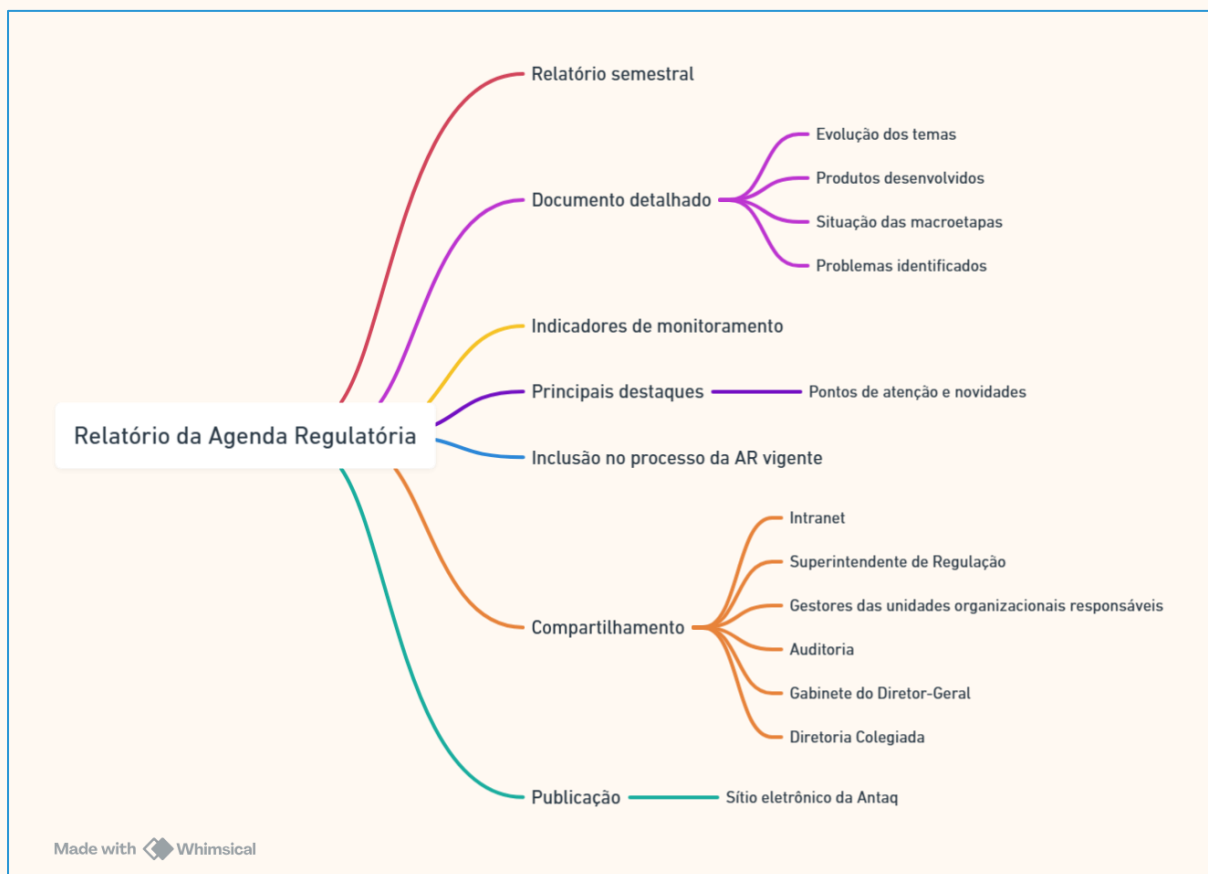 Relatório da Agenda Regulatória
Relatório semestral
Documento detalhado
Evolução dos temas
Produtos desenvolvidos
Situação das macroetapas
Problemas identificados
Indicadores de monitoramento
Principais destaques
Pontos de atenção e novidades
Inclusão no processo da AR vigente
Compartilhamento
Intranet
Superintendente de Regulação
Gestores das unidades organizacionais responsáveis
Auditoria
Gabinete do Diretor-Geral
Diretoria Colegiada
Publicação
Sítio eletrônico da Antaq
Made with Whimsical